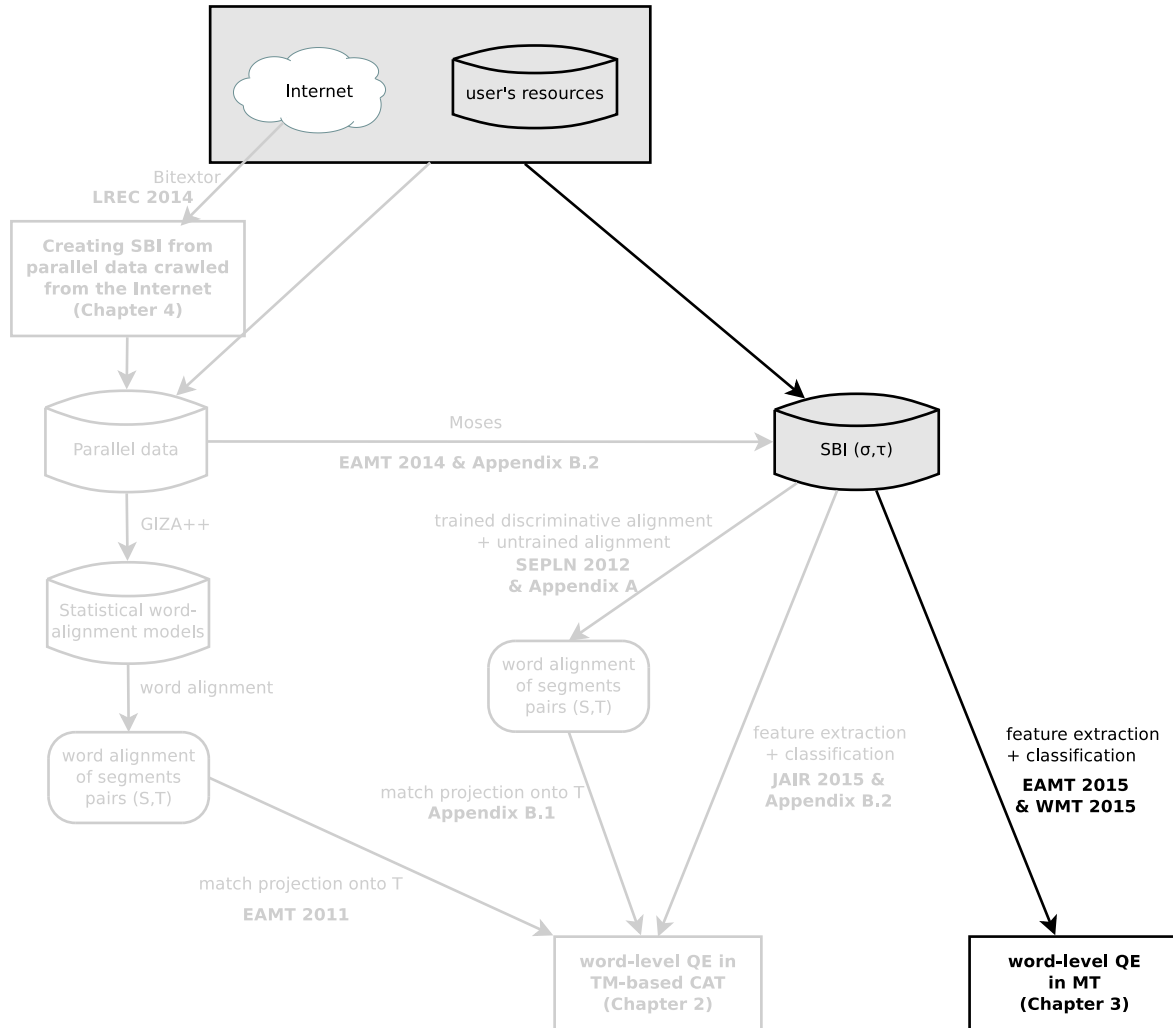 Internet
user's resources
Bitextor
LREC 2014
Creating SBI from
parallel data crawled
from the Internet
(Chapter 4)
Parallel data
Moses
EAMT 2014 & Appendix B.2
SBI (σ,τ)
GIZA++
trained discriminative alignment
+ untrained alignment
SEPLN 2012
& Appendix A
Statistical word-
alignment models
word alignment
of segments
pairs (S,T)
word alignment
word alignment
of segments
pairs (S,T)
feature extraction
+ classification
JAIR 2015 &
Appendix B.2
feature extraction
+ classification
EAMT 2015
& WMT 2015
match projection onto T
Appendix B.1
match projection onto T
EAMT 2011
word-level QE in
TM-based CAT
(Chapter 2)
word-level QE
in MT
(Chapter 3)